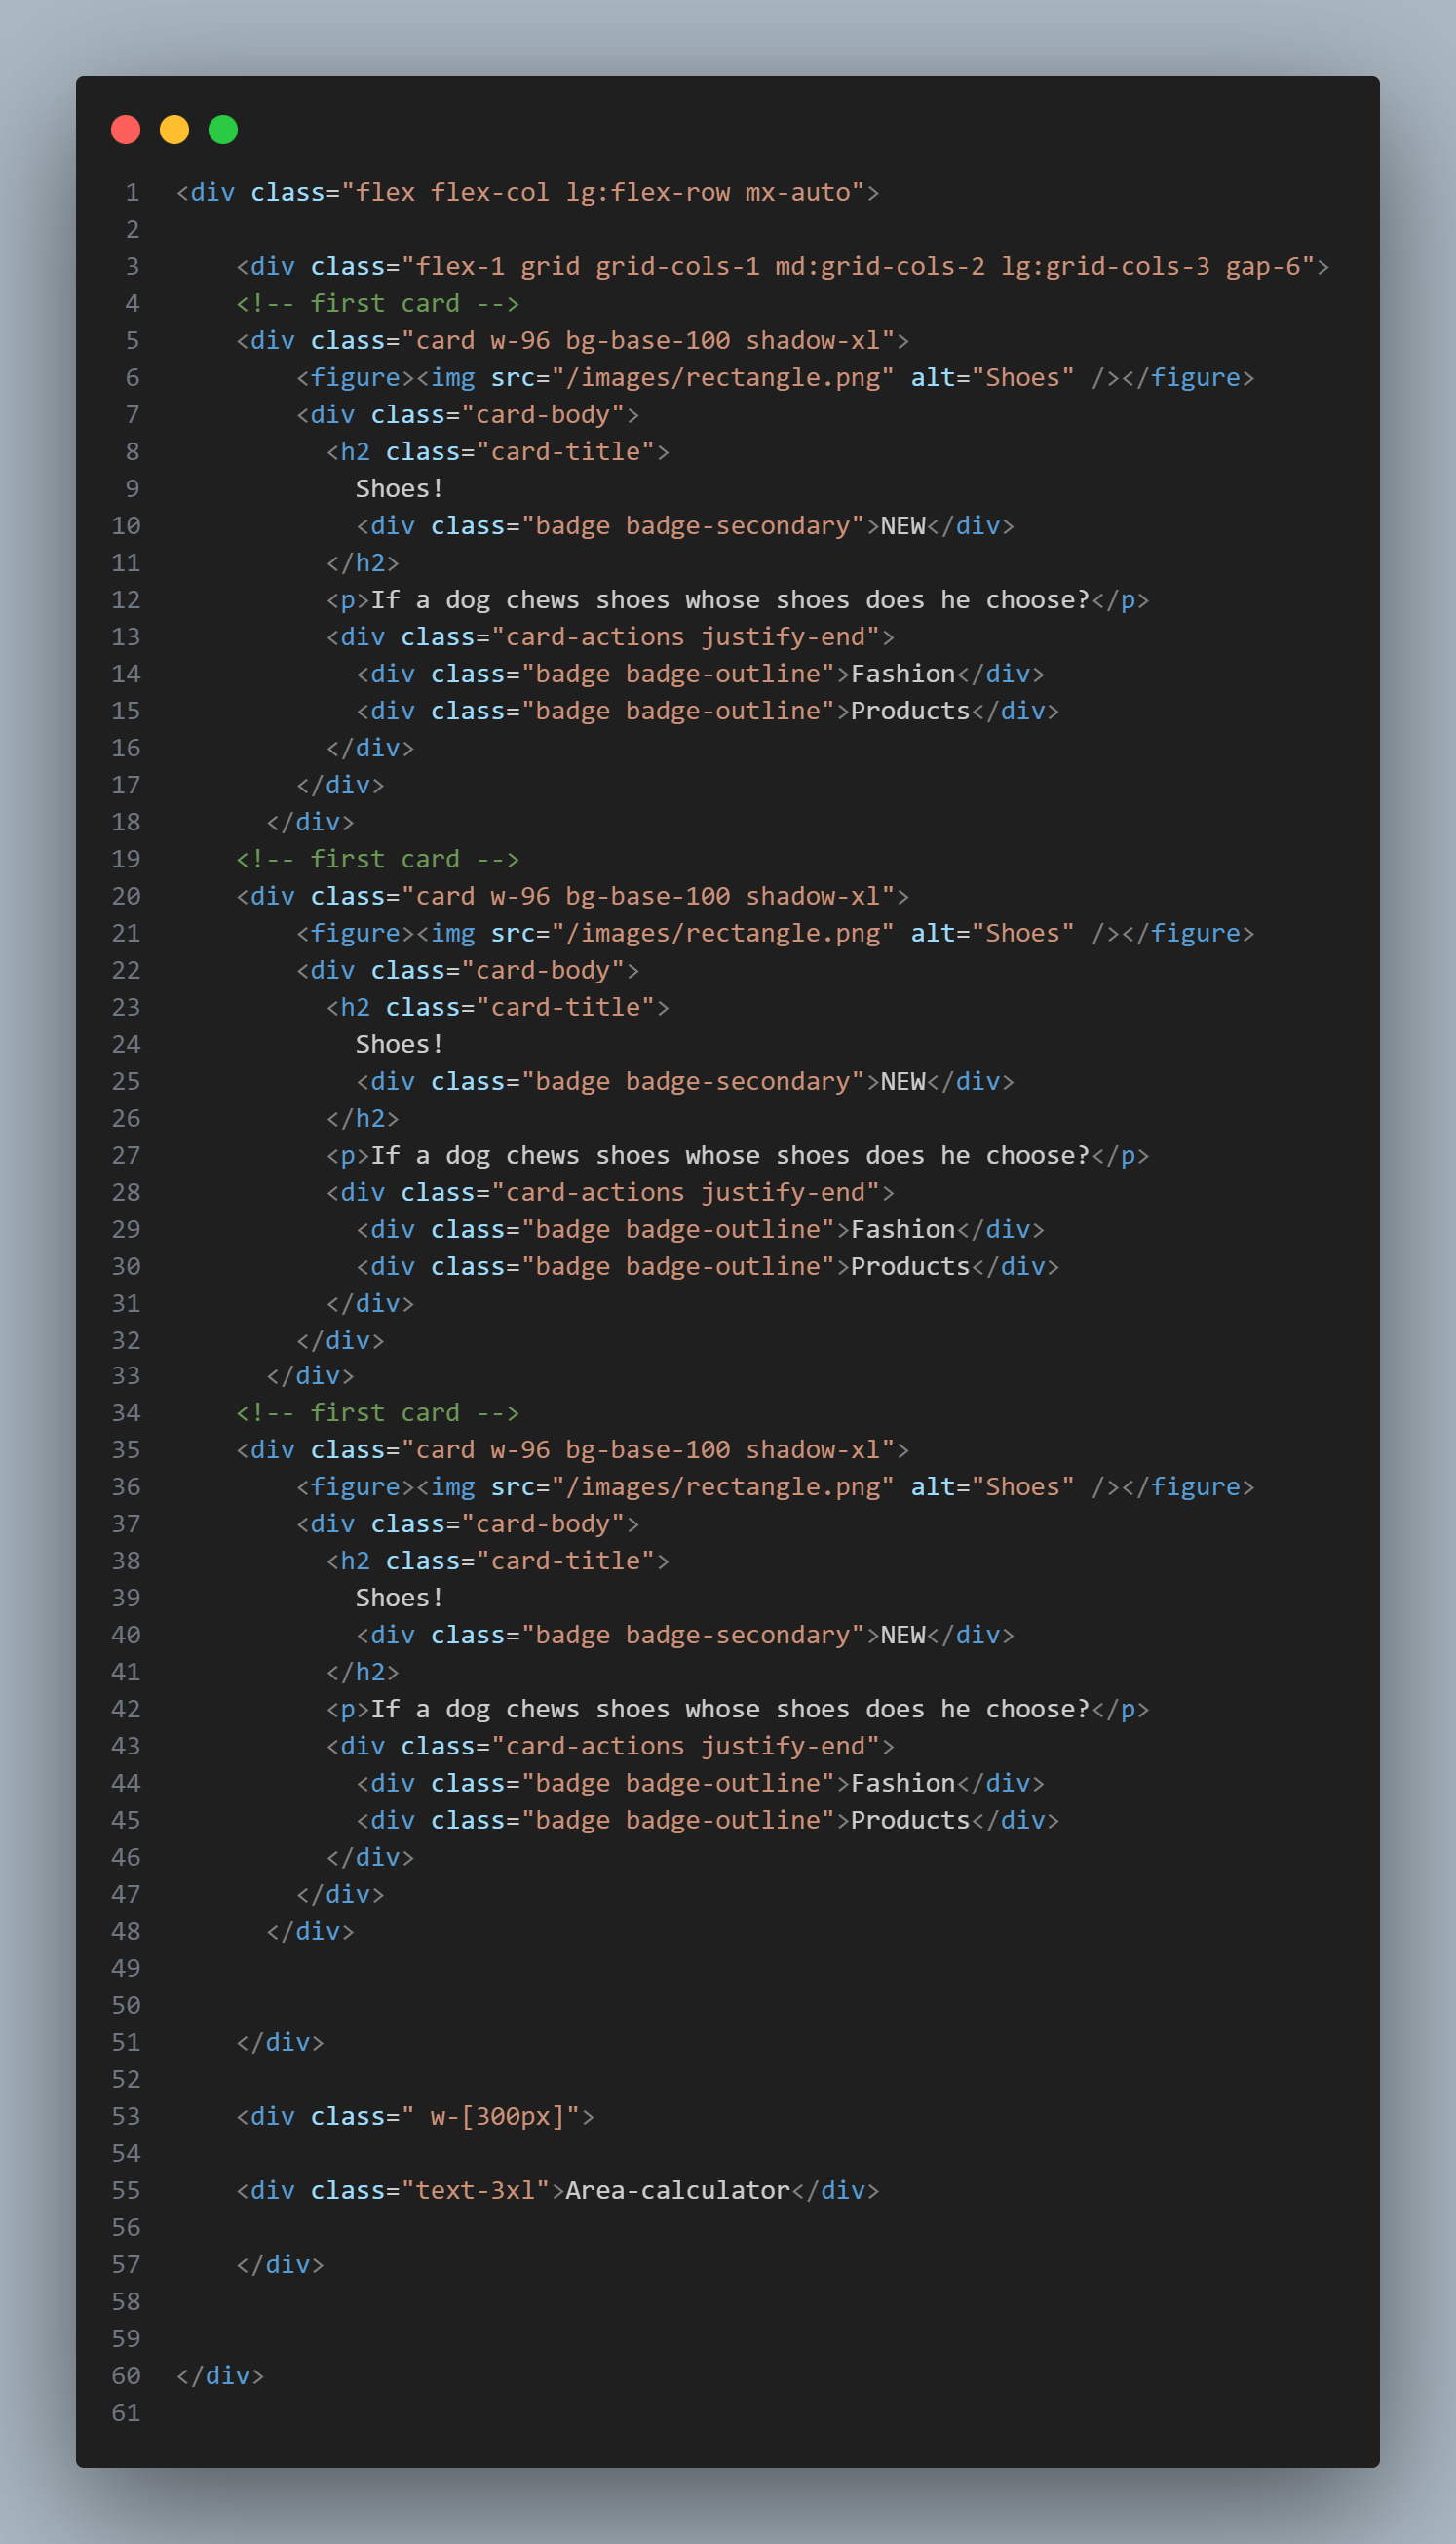 1 <div class="flex flex-col lg:flex-row mx-auto">
2
3     <div class="flex-1 grid grid-cols-1 md:grid-cols-2 lg:grid-cols-3 gap-6">
4     <!-- first card -->
5     <div class="card w-96 bg-base-100 shadow-xl">
6         <figure><img src="/images/rectangle.png" alt="Shoes" /></figure>
7         <div class="card-body">
8           <h2 class="card-title">
9             Shoes!
10             <div class="badge badge-secondary">NEW</div>
11           </h2>
12           <p>If a dog chews shoes whose shoes does he choose?</p>
13           <div class="card-actions justify-end">
14             <div class="badge badge-outline">Fashion</div>
15             <div class="badge badge-outline">Products</div>
16           </div>
17         </div>
18       </div>
19     <!-- first card -->
20     <div class="card w-96 bg-base-100 shadow-xl">
21         <figure><img src="/images/rectangle.png" alt="Shoes" /></figure>
22         <div class="card-body">
23           <h2 class="card-title">
24             Shoes!
25             <div class="badge badge-secondary">NEW</div>
26           </h2>
27           <p>If a dog chews shoes whose shoes does he choose?</p>
28           <div class="card-actions justify-end">
29             <div class="badge badge-outline">Fashion</div>
30             <div class="badge badge-outline">Products</div>
31           </div>
32         </div>
33       </div>
34     <!-- first card -->
35     <div class="card w-96 bg-base-100 shadow-xl">
36         <figure><img src="/images/rectangle.png" alt="Shoes" /></figure>
37         <div class="card-body">
38           <h2 class="card-title">
39             Shoes!
40             <div class="badge badge-secondary">NEW</div>
41           </h2>
42           <p>If a dog chews shoes whose shoes does he choose?</p>
43           <div class="card-actions justify-end">
44             <div class="badge badge-outline">Fashion</div>
45             <div class="badge badge-outline">Products</div>
46           </div>
47         </div>
48       </div>
49
50
51     </div>
52
53     <div class=" w-[300px]">
54
55     <div class="text-3xl">Area-calculator</div>
56
57     </div>
58
59
60 </div>
61